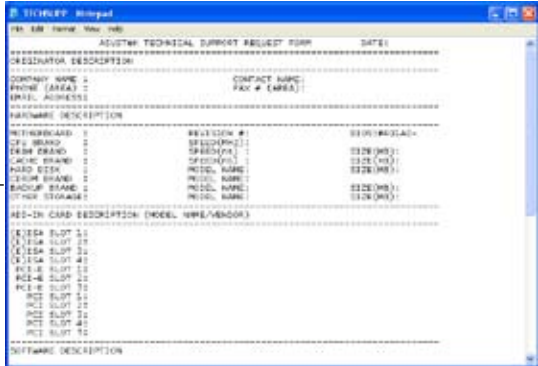 TECHSUPP - Notepad
File Edit Format View Help
ASUSTeK TECHNICAL SUPPORT REQUEST FORM DATE:
ORIGINATOR DESCRIPTION
COMPANY NAME : CONTACT NAME:
PHONE (AREA) : FAX # (AREA):
EMAIL ADDRESS:
HARDWARE DESCRIPTION
MOTHERBOARD : REVISION #:
CPU BRAND : SPEED(MHz):
DRAM BRAND : SPEED(ns) : SIZE(MB):
CACHE BRAND : SPEED(ns) : SIZE(KB):
HARD DISK : MODEL NAME: SIZE(MB):
CDROM BRAND : MODEL NAME:
BACKUP BRAND : MODEL NAME: SIZE(MB):
OTHER STORAGE: MODEL NAME: SIZE(MB):
ADD-IN CARD DESCRIPTION (MODEL NAME/VENDOR)
(E)ISA SLOT 1:
(E)ISA SLOT 2:
(E)ISA SLOT 3:
(E)ISA SLOT 4:
PCI-E SLOT 1:
PCI-E SLOT 2:
PCI-E SLOT 3:
PCI SLOT 1:
PCI SLOT 2:
PCI SLOT 3:
PCI SLOT 4:
PCI SLOT 5:
SOFTWARE DESCRIPTION